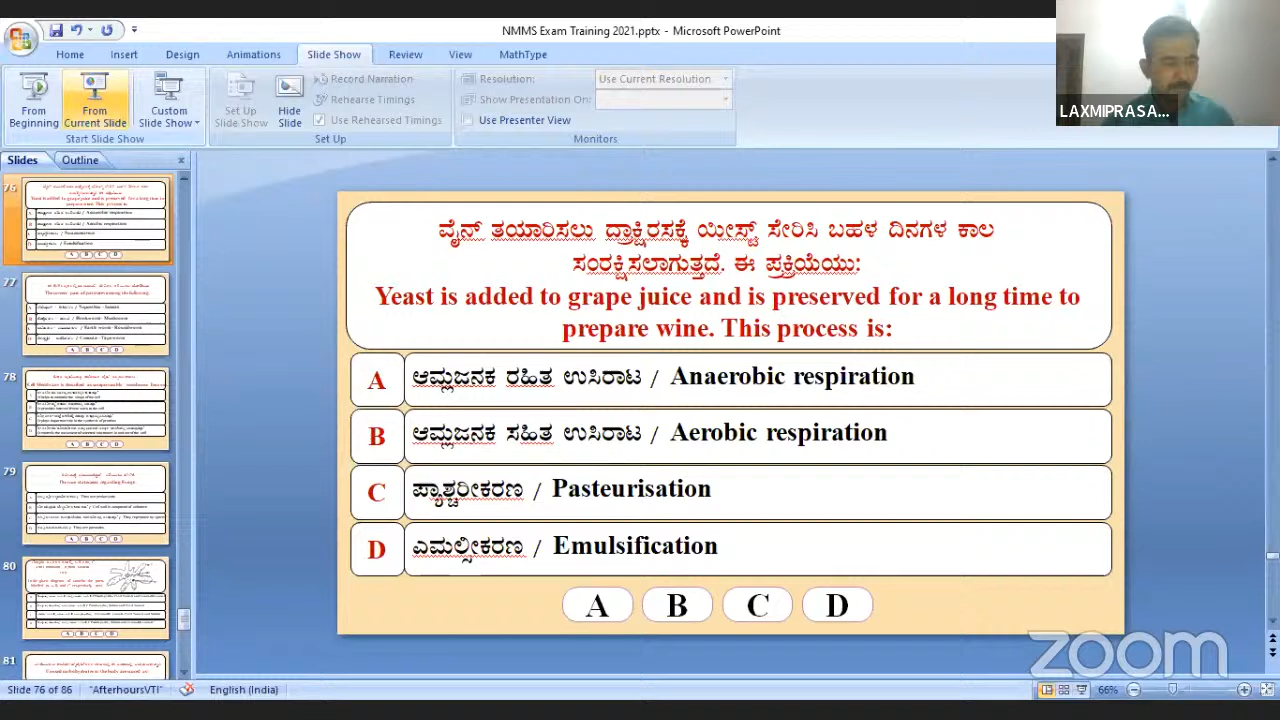 NMMS Exam Training 2021.pptx - Microsoft PowerPoint
Home Insert Design Animations Slide Show Review View MathType
From Beginning
From Current Slide
Custom Slide Show
Set Up Slide Show
Hide Slide
Record Narration
Rehearse Timings
Use Rehearsed Timings
Resolution: Use Current Resolution
Show Presentation On:
Use Presenter View
Start Slide Show Set Up Monitors
LAXMIPRASA...
Slides Outline
76
77
78
79
80
81
ವೈನ್ ತಯಾರಿಸಲು ದ್ರಾಕ್ಷಿರಸಕ್ಕೆ ಯೀಸ್ಟ್ ಸೇರಿಸಿ ಬಹಳ ದಿನಗಳ ಕಾಲ
ಸಂರಕ್ಷಿಸಲಾಗುತ್ತದೆ. ಈ ಪ್ರಕ್ರಿಯೆಯು:
Yeast is added to grape juice and is preserved for a long time to
prepare wine. This process is:
A ಆಮ್ಲಜನಕ ರಹಿತ ಉಸಿರಾಟ / Anaerobic respiration
B ಆಮ್ಲಜನಕ ಸಹಿತ ಉಸಿರಾಟ / Aerobic respiration
C ಪ್ಯಾಶ್ಚರೀಕರಣ / Pasteurisation
D ಎಮಲ್ಸೀಕರಣ / Emulsification
A B C D
zoom
Slide 76 of 86 "AfterhoursVTI" English (India) 66%